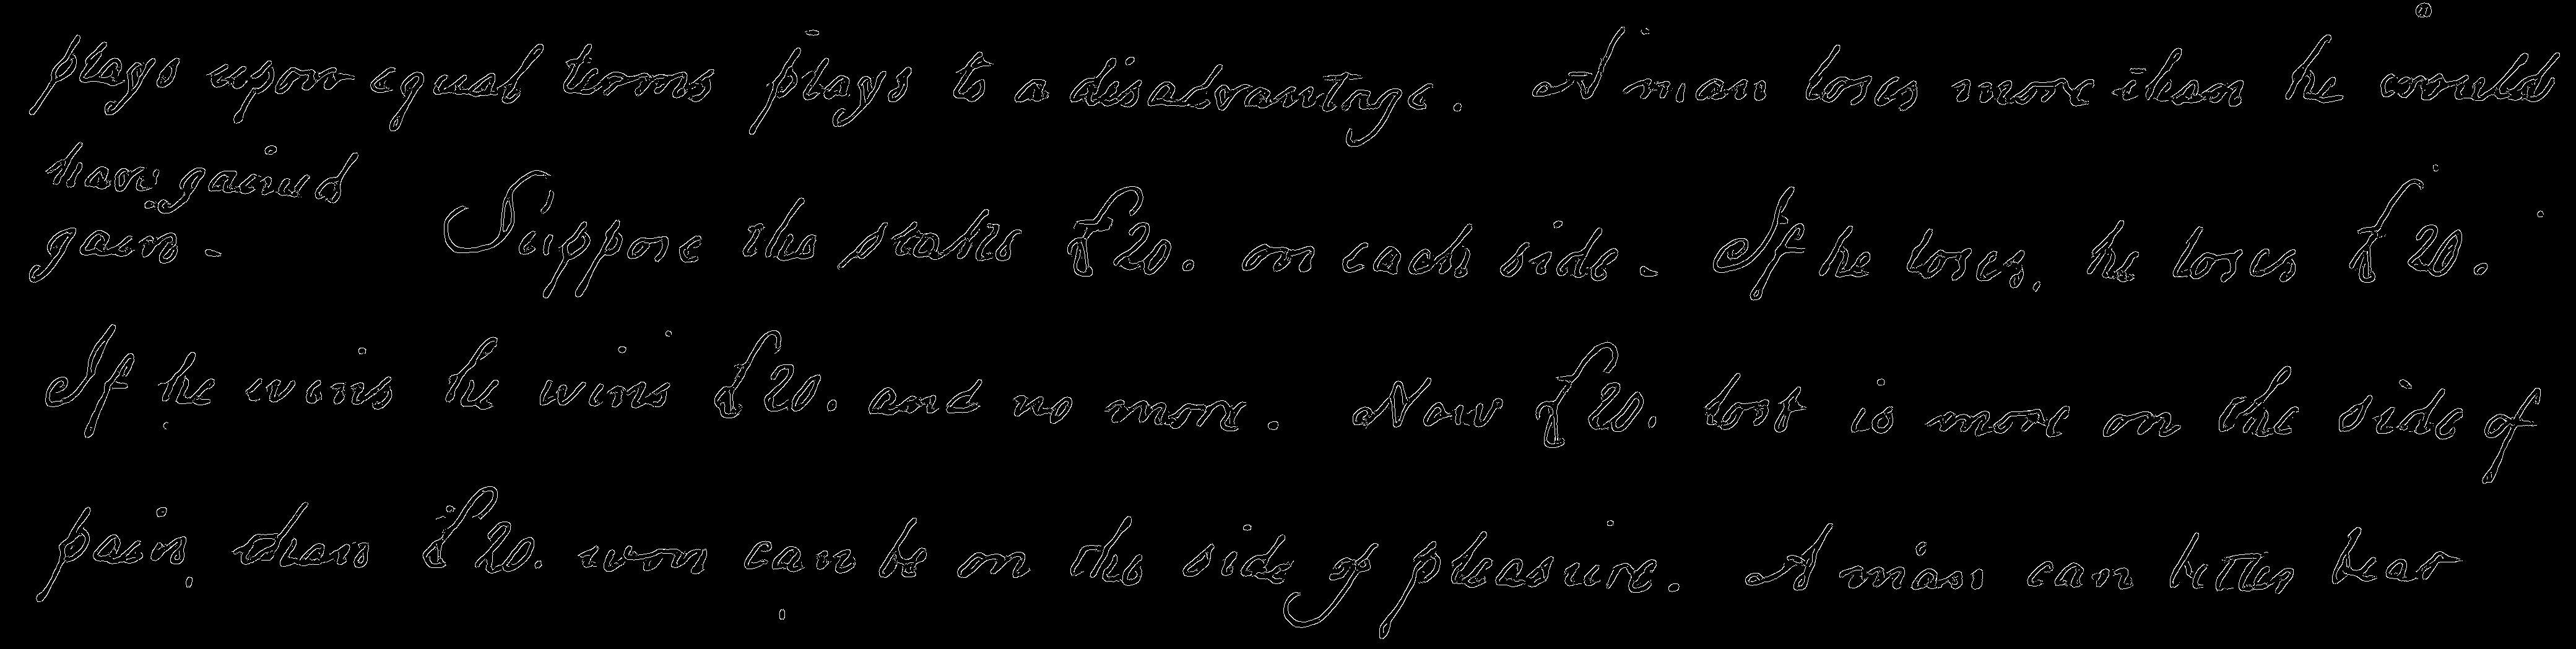 plays upon equal terms plays to a disadvantage. A man loses more than he would
have gained
gain - Suppose the stakes £20. on each side - If he loses, he loses £20.
If he wins he wins £20. and no more. Now £20. lost is more on the side of
pain, than £20. won can be on the side of pleasure. A man can better bear